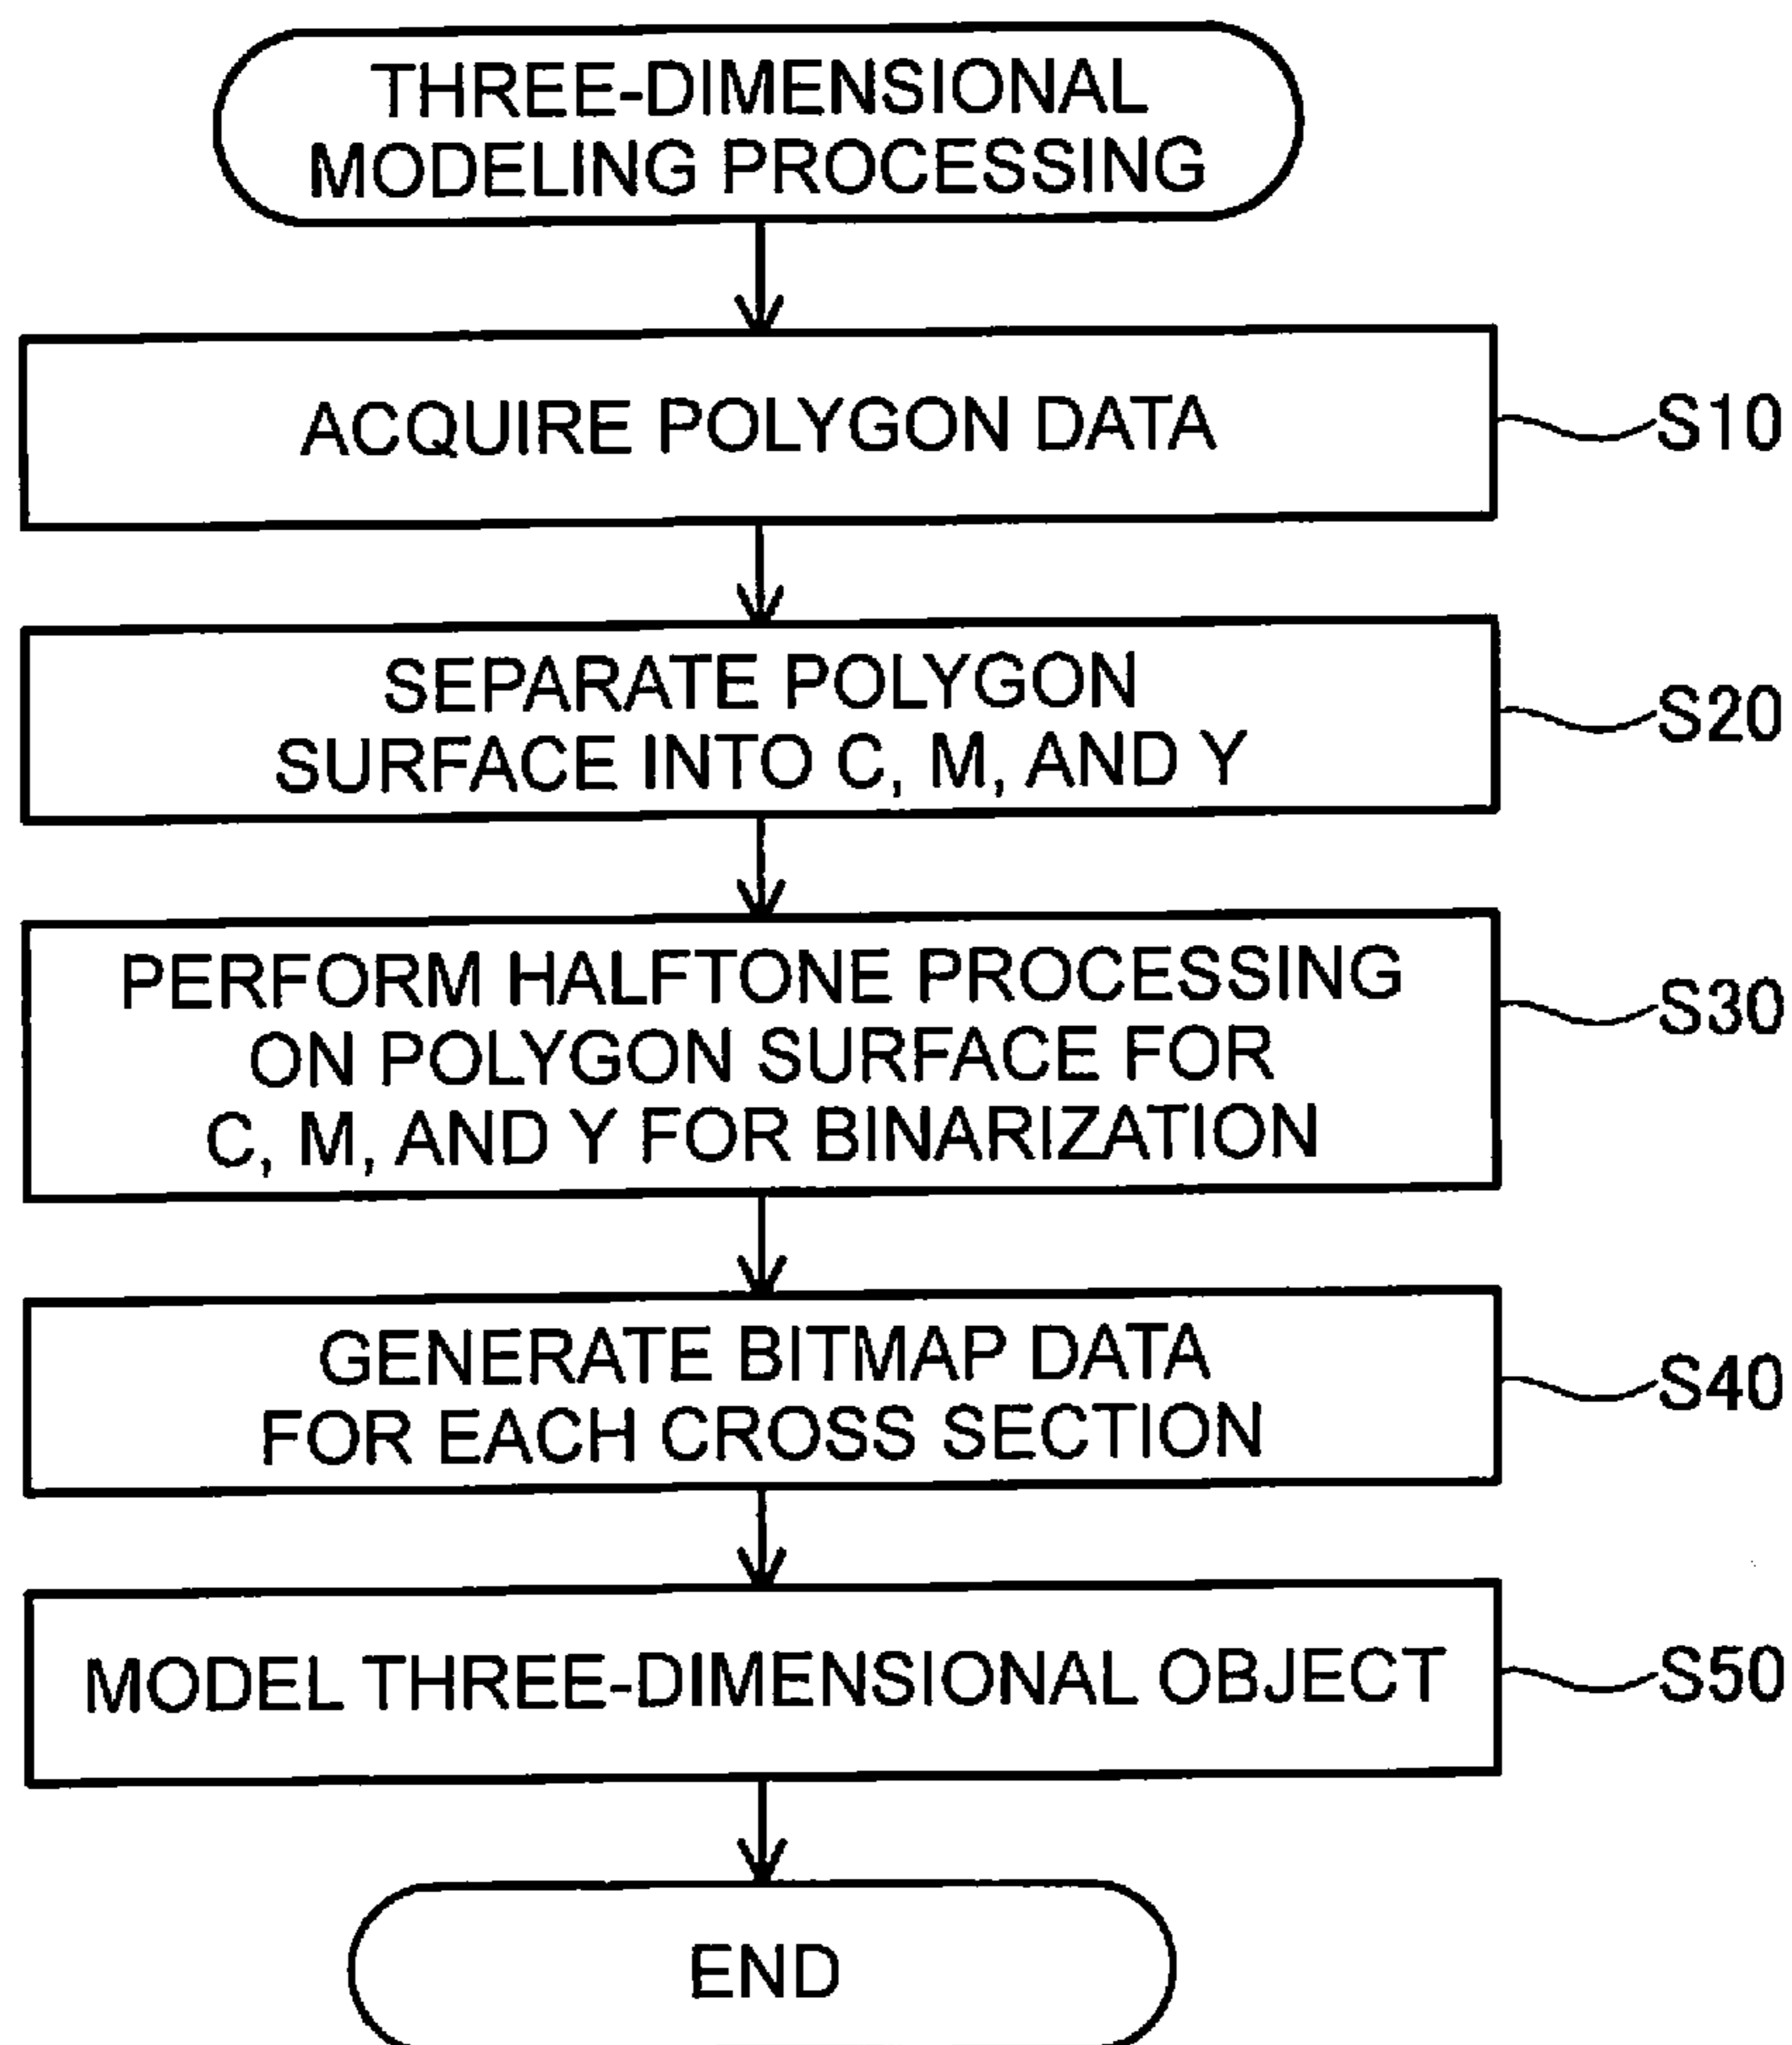 THREE-DIMENSIONAL
MODELING PROCESSING
ACQUIRE POLYGON DATA
S10
SEPARATE POLYGON
SURFACE INTO C, M, AND Y
S20
PERFORM HALFTONE PROCESSING
ON POLYGON SURFACE FOR
C, M, AND Y FOR BINARIZATION
S30
GENERATE BITMAP DATA
FOR EACH CROSS SECTION
S40
MODEL THREE-DIMENSIONAL OBJECT
S50
END